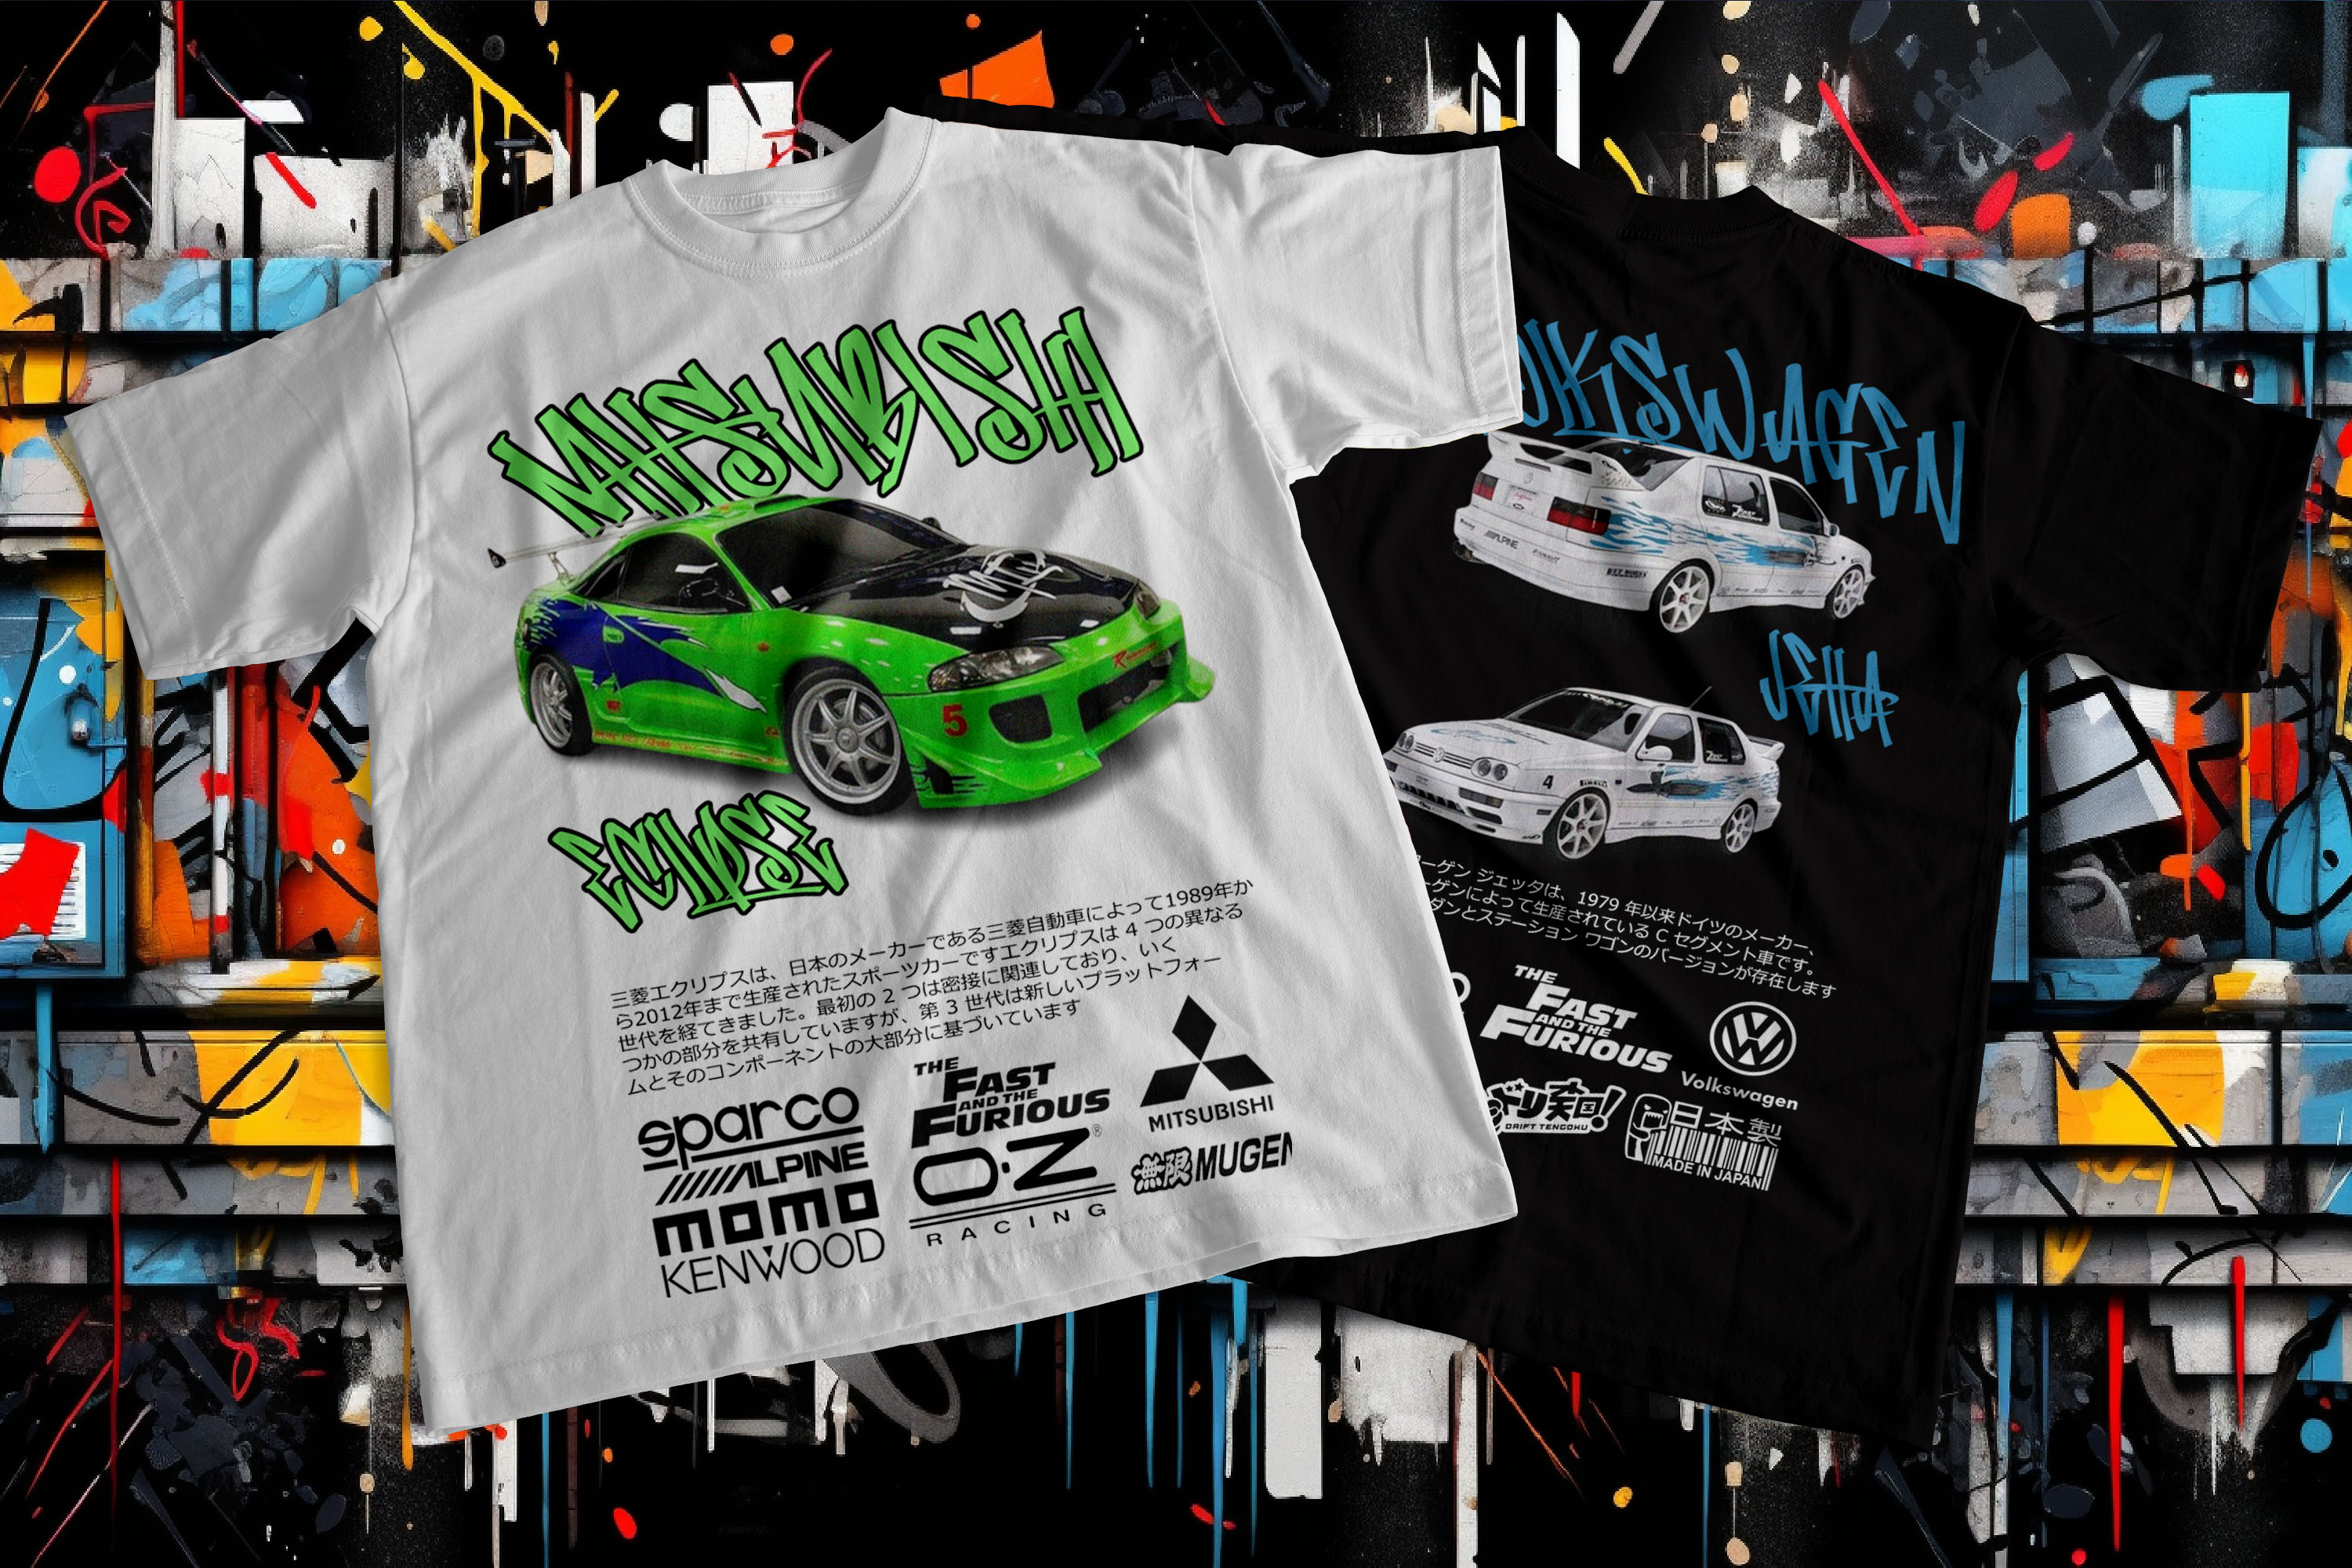 MitSUBISHI
5
ECLIPSE
三菱エクリプスは、日本のメーカーである三菱自動車によって1989年か
ら2012年まで生産されたスポーツカーですエクリプスは 4 つの異なる
世代を経てきました。最初の 2 つは密接に関連しており、いく
つかの部分を共有していますが、第 3 世代は新しいプラットフォー
ムとそのコンポーネントの大部分に基づいています
sparco
ALPINE
momo
KENWOOD
THE
FAST
AND THE
FURIOUS
O·Z®
RACING
MITSUBISHI
無限 MUGEN
OLKSWAGEN
ALPINE
JEttA
4
ーゲン ジェッタは、1979 年以来ドイツのメーカー、
ーゲンによって生産されている C セグメント車です。
ダンとステーション ワゴンのバージョンが存在します
THE
FAST
AND THE
FURIOUS
Volkswagen
DRIFT TENGOKU
日本製
MADE IN JAPAN